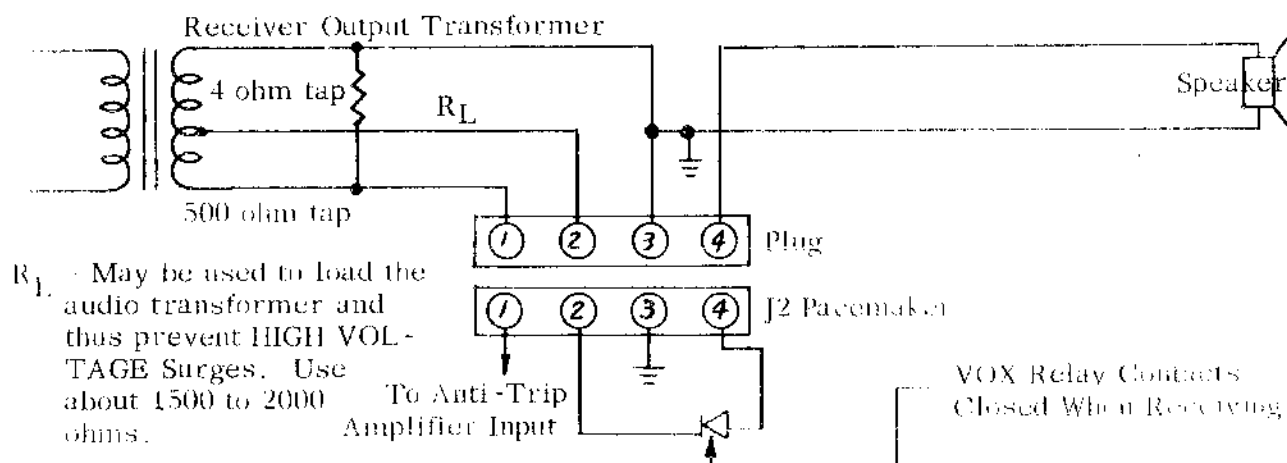 Receiver Output Transformer
4 ohm tap
R_L
Speaker
500 ohm tap
1 2 3 4 Plug
R_L - May be used to load the
audio transformer and
thus prevent HIGH VOL-
TAGE Surges. Use
about 1500 to 2000
ohms.
1 2 3 4 J2 Pacemaker
To Anti-Trip
Amplifier Input
VOX Relay Contacts
Closed When Receiving